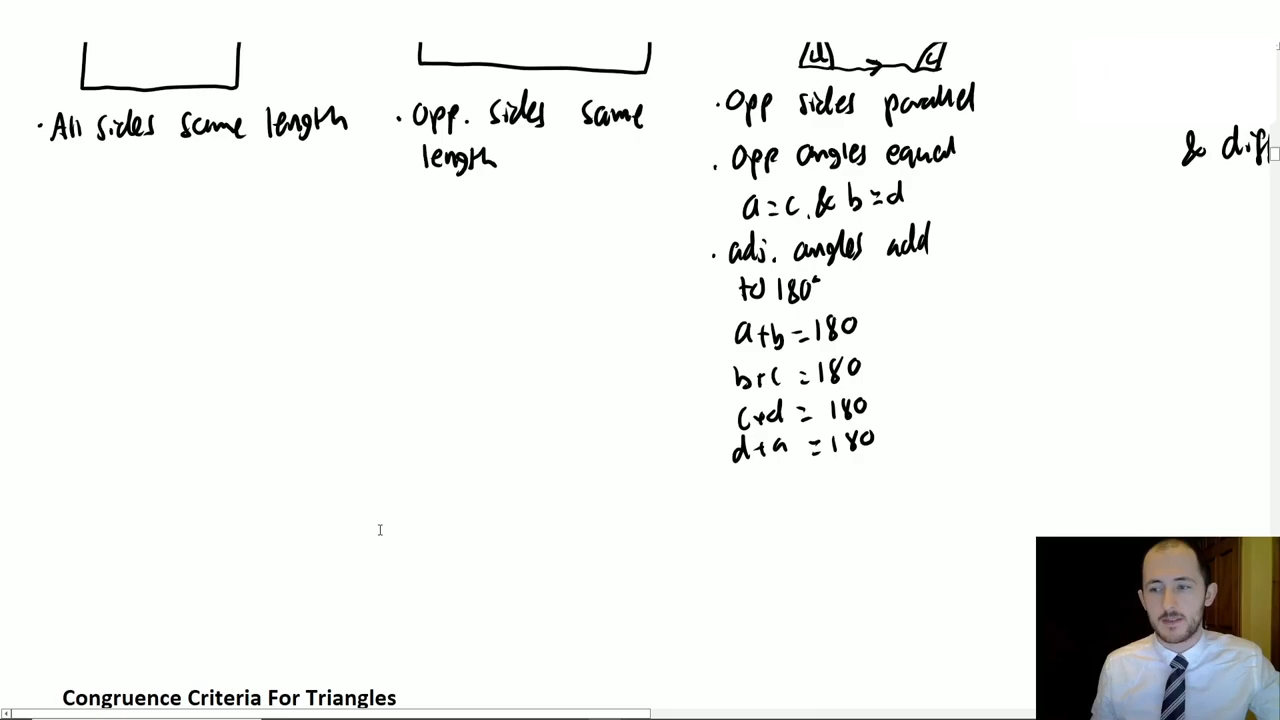 · All sides same length
· Opp. sides same
length
d c
· Opp sides parallel
· Opp angles equal
a = c, & b = d
· adj. angles add
to 180°
a+b = 180
b+c = 180
c+d = 180
d+a = 180
& diff
Congruence Criteria For Triangles